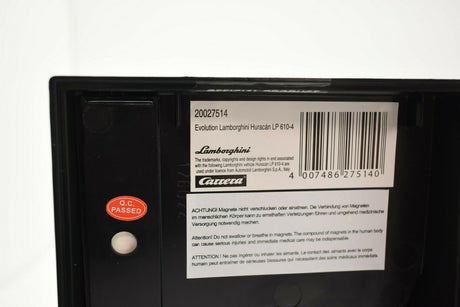 20027514
Evolution Lamborghini Huracán LP 610-4
Lamborghini
The trademarks, copyrights and design rights in and associated
with the following Lamborghini vehicle Huracán LP 610-4 are
used under licence from Automobili Lamborghini S.p.A., Italy
Carrera
4 007486 275140
Q.C.
PASSED
ACHTUNG! Magnete nicht verschlucken oder einatmen. Die Verbindung von Magneten
im menschlichen Körper kann zu schweren Verletzungen führen und umgehend medizinische
Versorgung notwendig machen.
Attention! Do not swallow or breathe in magnets. The compound of magnets in the human body
can cause serious injuries and immediate medical care may be indispensable.
ATTENTION ! Ne pas ingérer ou inhaler les aimants. Le contact des aimants avec le corps
humain peut entraîner de sérieuses blessures qui nécessitent des soins médicaux immédiats.